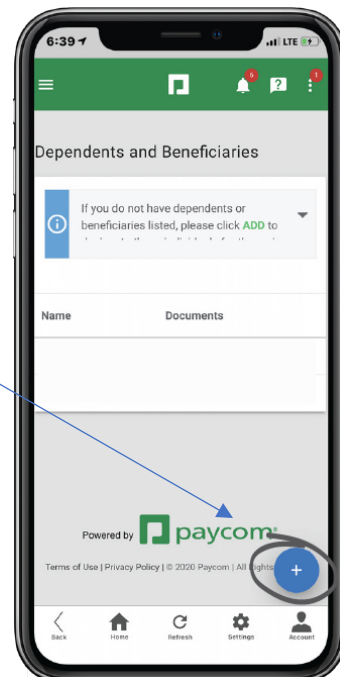 6:39
LTE
6
?
1
Dependents and Beneficiaries
If you do not have dependents or
beneficiaries listed, please click ADD to
Name Documents
Powered by paycom
Terms of Use | Privacy Policy | © 2020 Paycom | All Rights
+
Back Home Refresh Settings Account